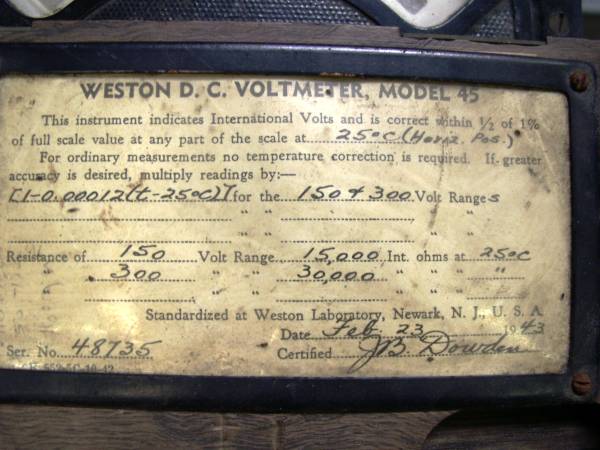 WESTON D. C. VOLTMETER, MODEL 45
This instrument indicates International Volts and is correct within ½ of 1%
of full scale value at any part of the scale at 25°C (Horiz. Pos.)
For ordinary measurements no temperature correction is required. If greater
accuracy is desired, multiply readings by:—
[1-0.00012(t-25°C)] for the 150 & 300 Volt Ranges
" " " "
" " " "
Resistance of 150 Volt Range 15,000 Int. ohms at 25°C
" 300 " " 30,000 " " "
" " " " "
Standardized at Weston Laboratory, Newark, N. J., U. S. A.
Date Feb. 23 1943
Ser. No. 48735 Certified JB Dowden